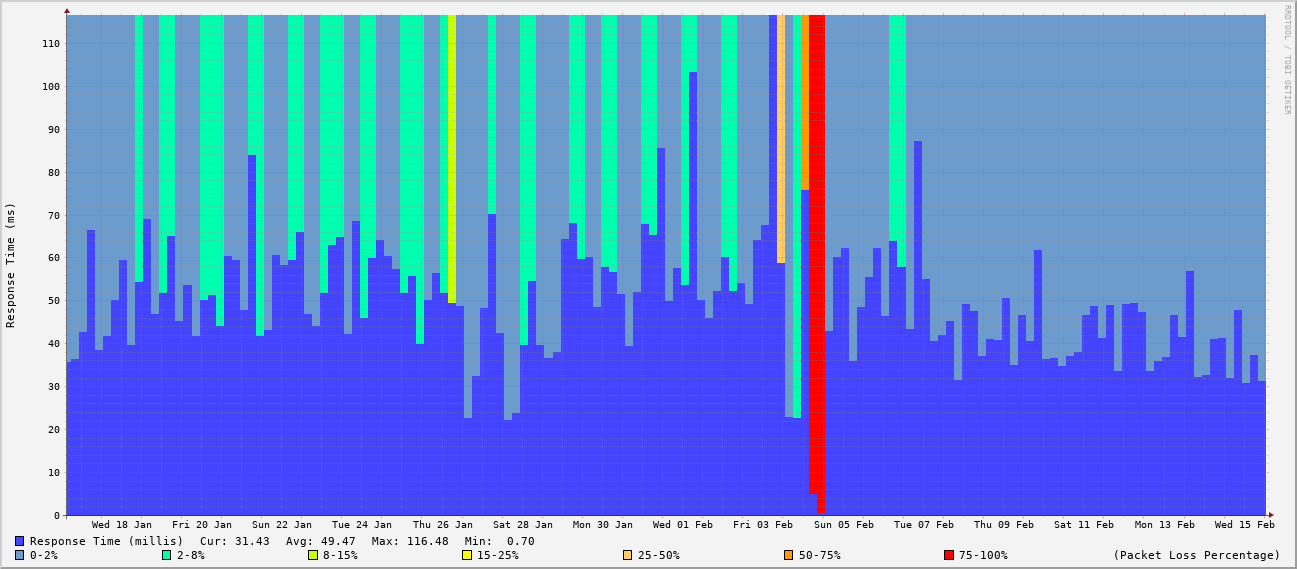 RRDTOOL / TOBI OETIKER
Response Time (ms)
110
100
90
80
70
60
50
40
30
20
10
0
Wed 18 Jan Fri 20 Jan Sun 22 Jan Tue 24 Jan Thu 26 Jan Sat 28 Jan Mon 30 Jan Wed 01 Feb Fri 03 Feb Sun 05 Feb Tue 07 Feb Thu 09 Feb Sat 11 Feb Mon 13 Feb Wed 15 Feb
Response Time (millis) Cur: 31.43 Avg: 49.47 Max: 116.48 Min: 0.70
0-2% 2-8% 8-15% 15-25% 25-50% 50-75% 75-100% (Packet Loss Percentage)